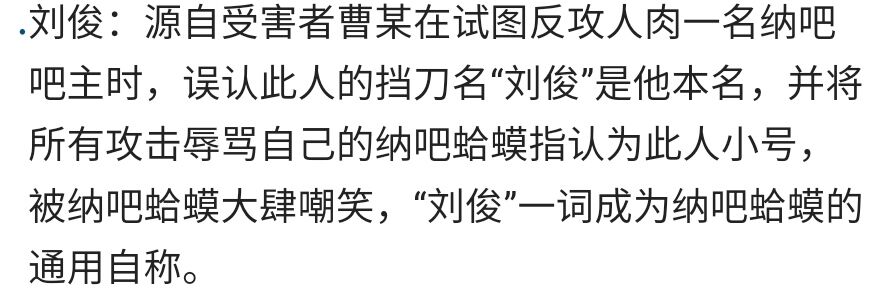 ·刘俊：源自受害者曹某在试图反攻人肉一名纳吧
吧主时，误认此人的挡刀名“刘俊”是他本名，并将
所有攻击辱骂自己的纳吧蛤蟆指认为此人小号，
被纳吧蛤蟆大肆嘲笑，“刘俊”一词成为纳吧蛤蟆的
通用自称。